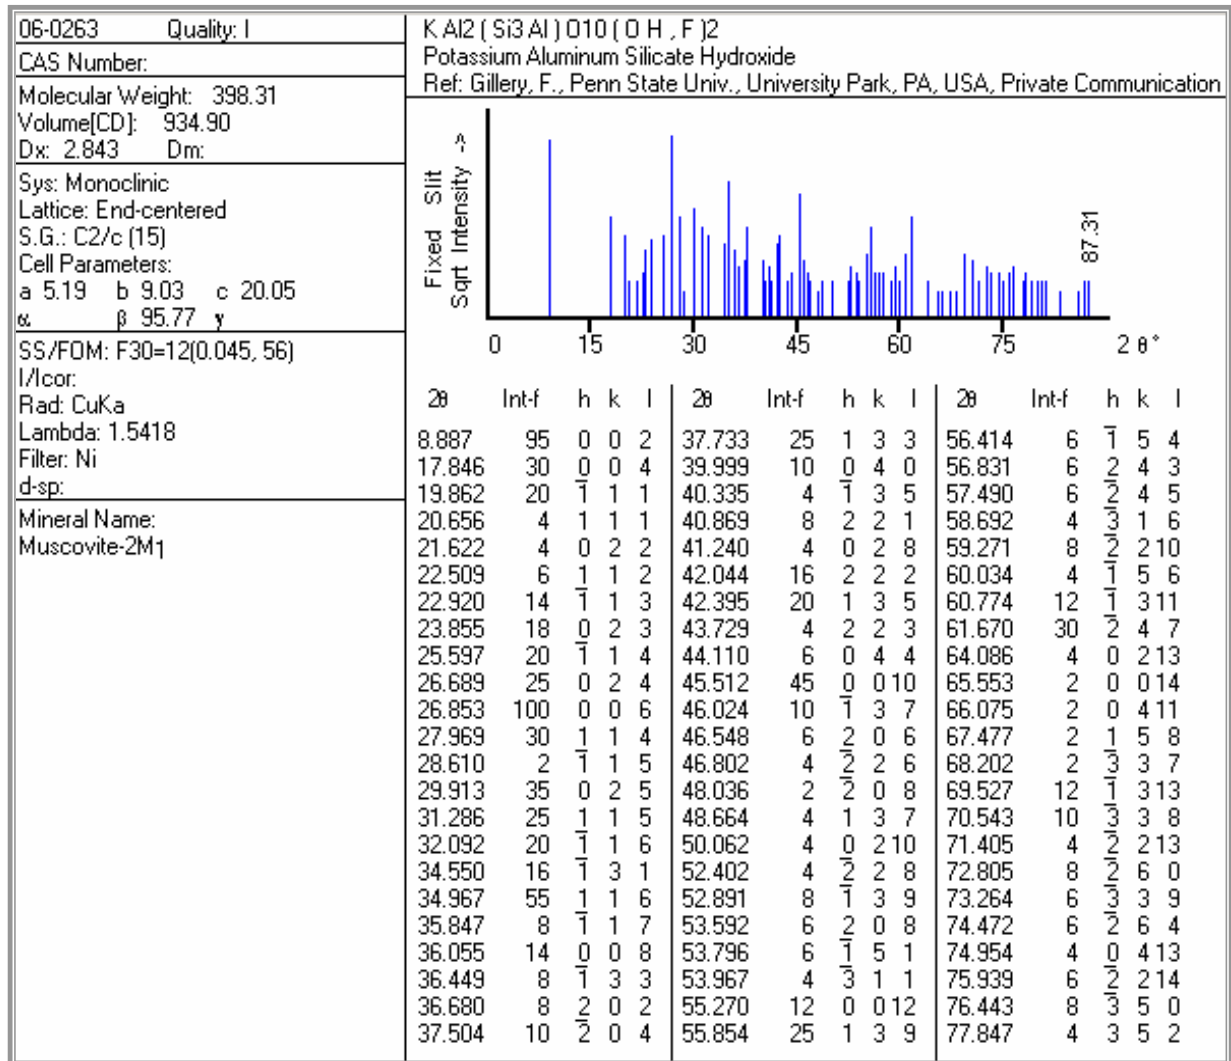 06-0263 Quality: I
CAS Number:
Molecular Weight: 398.31
Volume[CD]: 934.90
Dx: 2.843 Dm:
Sys: Monoclinic
Lattice: End-centered
S.G.: C2/c (15)
Cell Parameters:
a 5.19 b 9.03 c 20.05
α β 95.77 γ
SS/FOM: F30=12(0.045, 56)
I/Icor:
Rad: CuKa
Lambda: 1.5418
Filter: Ni
d-sp:
Mineral Name:
Muscovite-2M1
K Al2 ( Si3 Al ) O10 ( O H , F )2
Potassium Aluminum Silicate Hydroxide
Ref: Gillery, F., Penn State Univ., University Park, PA, USA, Private Communication
Fixed Slit
Sqrt Intensity ->
87.31
0 15 30 45 60 75 2 θ °
2θ Int-f h k l 2θ Int-f h k l 2θ Int-f h k l
8.887 95 0 0 2 37.733 25 1 3 3 56.414 6 1̅ 5 4
17.846 30 0 0 4 39.999 10 0 4 0 56.831 6 2 4 3
19.862 20 1̅ 1 1 40.335 4 1̅ 3 5 57.490 6 2̅ 4 5
20.656 4 1 1 1 40.869 8 2 2 1 58.692 4 3̅ 1 6
21.622 4 0 2 2 41.240 4 0 2 8 59.271 8 2̅ 2 10
22.509 6 1 1 2 42.044 16 2 2 2 60.034 4 1̅ 5 6
22.920 14 1̅ 1 3 42.395 20 1 3 5 60.774 12 1̅ 3 11
23.855 18 0 2 3 43.729 4 2 2 3 61.670 30 2̅ 4 7
25.597 20 1̅ 1 4 44.110 6 0 4 4 64.086 4 0 2 13
26.689 25 0 2 4 45.512 45 0 0 10 65.553 2 0 0 14
26.853 100 0 0 6 46.024 10 1̅ 3 7 66.075 2 0 4 11
27.969 30 1 1 4 46.548 6 2 0 6 67.477 2 1 5 8
28.610 2 1̅ 1 5 46.802 4 2̅ 2 6 68.202 2 3̅ 3 7
29.913 35 0 2 5 48.036 2 2̅ 0 8 69.527 12 1̅ 3 13
31.286 25 1 1 5 48.664 4 1 3 7 70.543 10 3̅ 3 8
32.092 20 1̅ 1 6 50.062 4 0 2 10 71.405 4 2̅ 2 13
34.550 16 1̅ 3 1 52.402 4 2̅ 2 8 72.805 8 2̅ 6 0
34.967 55 1 1 6 52.891 8 1̅ 3 9 73.264 6 3̅ 3 9
35.847 8 1̅ 1 7 53.592 6 2 0 8 74.472 6 2̅ 6 4
36.055 14 0 0 8 53.796 6 1̅ 5 1 74.954 4 0 4 13
36.449 8 1̅ 3 3 53.967 4 3̅ 1 1 75.939 6 2̅ 2 14
36.680 8 2 0 2 55.270 12 0 0 12 76.443 8 3̅ 5 0
37.504 10 2̅ 0 4 55.854 25 1 3 9 77.847 4 3 5 2